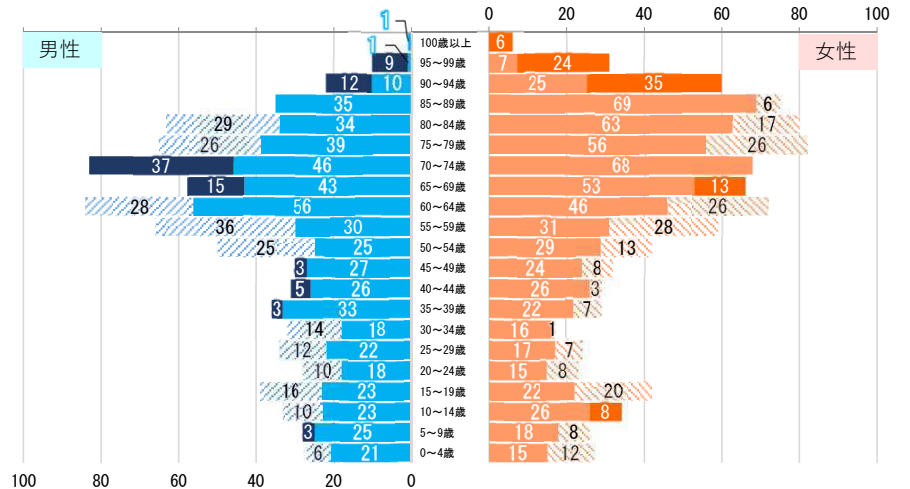 0 20 40 60 80 100
男性
女性
1 100歳以上 6
9 1 95~99歳 7 24
12 10 90~94歳 25 35
35 85~89歳 69 6
29 34 80~84歳 63 17
26 39 75~79歳 56 26
37 46 70~74歳 68
15 43 65~69歳 53 13
28 56 60~64歳 46 26
36 30 55~59歳 31 28
25 25 50~54歳 29 13
3 27 45~49歳 24 8
5 26 40~44歳 26 3
3 33 35~39歳 22 7
14 18 30~34歳 16 1
12 22 25~29歳 17 7
10 18 20~24歳 15 8
16 23 15~19歳 22 20
10 23 10~14歳 26 8
3 25 5~9歳 18 8
6 21 0~4歳 15 12
100 80 60 40 20 0